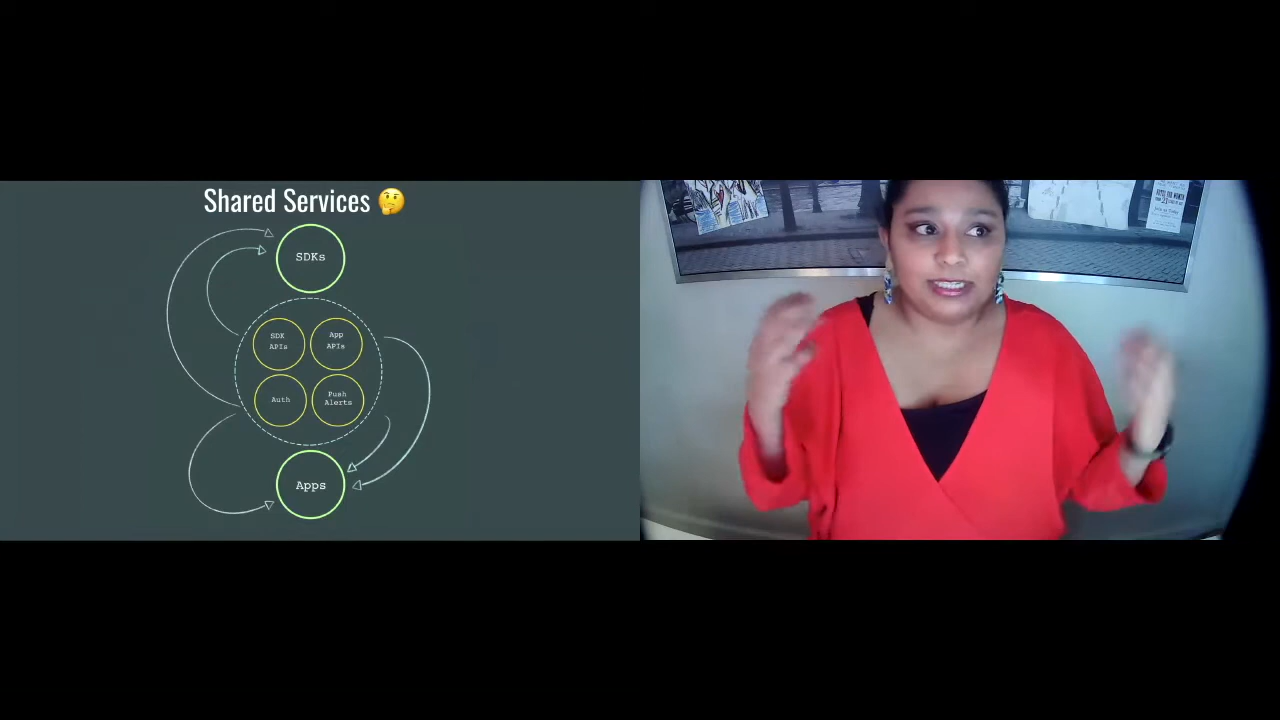 Shared Services 🤔
SDKs
SDK
APIs
App
APIs
Auth
Push
Alerts
Apps